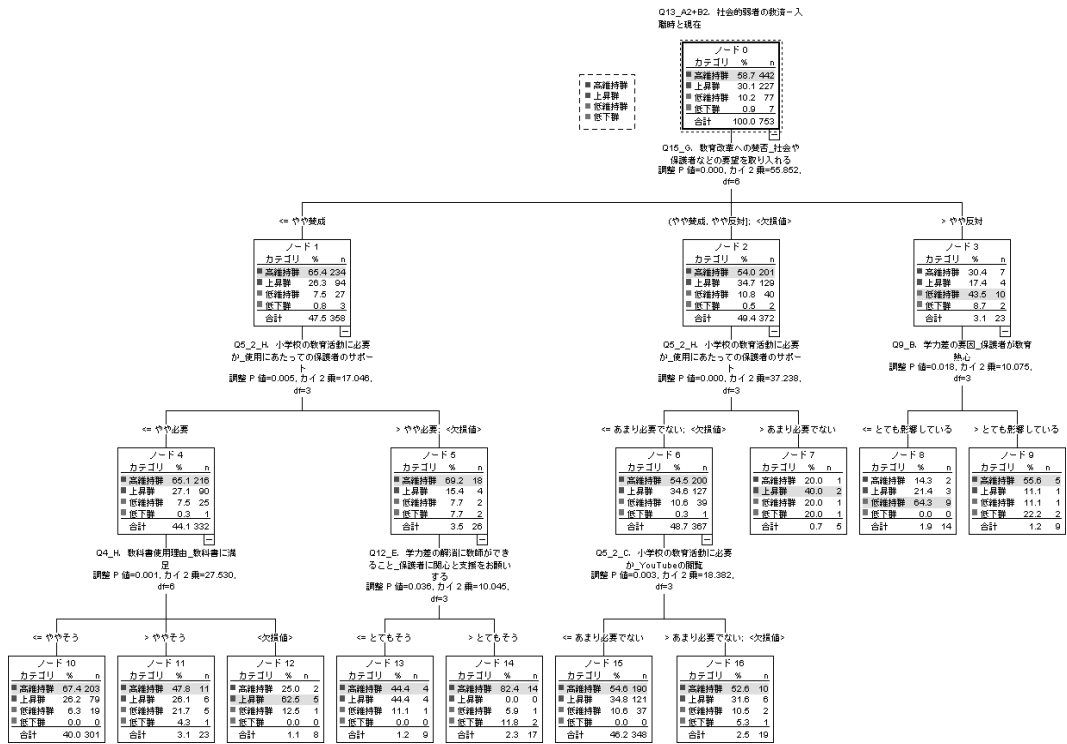 Q13_A2+B2. 社会的弱者の救済－入
職時と現在
ノード 0
カテゴリ % n
高維持群 58.7 442
上昇群 30.1 227
低維持群 10.2 77
低下群 0.9 7
合計 100.0 753
高維持群
上昇群
低維持群
低下群
Q15_G. 教育改革への賛否_社会や
保護者などの要望を取り入れる
調整 P 値=0.000, カイ 2 乗=55.852,
df=6
<= やや賛成
(やや賛成, やや反対]; <欠損値>
> やや反対
ノード 1
カテゴリ % n
高維持群 65.4 234
上昇群 26.3 94
低維持群 7.5 27
低下群 0.8 3
合計 47.5 358
ノード 2
カテゴリ % n
高維持群 54.0 201
上昇群 34.7 129
低維持群 10.8 40
低下群 0.5 2
合計 49.4 372
ノード 3
カテゴリ % n
高維持群 30.4 7
上昇群 17.4 4
低維持群 43.5 10
低下群 8.7 2
合計 3.1 23
Q5_2_H. 小学校の教育活動に必要
か_使用にあたっての保護者のサポー
ト
調整 P 値=0.005, カイ 2 乗=17.046,
df=3
Q5_2_H. 小学校の教育活動に必要
か_使用にあたっての保護者のサポー
ト
調整 P 値=0.000, カイ 2 乗=37.238,
df=3
Q9_B. 学力差の要因_保護者が教育
熱心
調整 P 値=0.018, カイ 2 乗=10.075,
df=3
<= やや必要
> やや必要; <欠損値>
<= あまり必要でない; <欠損値>
> あまり必要でない
<= とても影響している
> とても影響している
ノード 4
カテゴリ % n
高維持群 65.1 216
上昇群 27.1 90
低維持群 7.5 25
低下群 0.3 1
合計 44.1 332
ノード 5
カテゴリ % n
高維持群 69.2 18
上昇群 15.4 4
低維持群 7.7 2
低下群 7.7 2
合計 3.5 26
ノード 6
カテゴリ % n
高維持群 54.5 200
上昇群 34.6 127
低維持群 10.6 39
低下群 0.3 1
合計 48.7 367
ノード 7
カテゴリ % n
高維持群 20.0 1
上昇群 40.0 2
低維持群 20.0 1
低下群 20.0 1
合計 0.7 5
ノード 8
カテゴリ % n
高維持群 14.3 2
上昇群 21.4 3
低維持群 64.3 9
低下群 0.0 0
合計 1.9 14
ノード 9
カテゴリ % n
高維持群 55.6 5
上昇群 11.1 1
低維持群 11.1 1
低下群 22.2 2
合計 1.2 9
Q4_H. 教科書使用理由_教科書に満
足
調整 P 値=0.001, カイ 2 乗=27.530,
df=6
Q12_E. 学力差の解消に教師ができ
ること_保護者に関心と支援をお願い
する
調整 P 値=0.036, カイ 2 乗=10.045,
df=3
Q5_2_C. 小学校の教育活動に必要
か_YouTubeの閲覧
調整 P 値=0.003, カイ 2 乗=18.382,
df=3
<= ややそう
> ややそう
<欠損値>
<= とてもそう
> とてもそう
<= あまり必要でない
> あまり必要でない; <欠損値>
ノード 10
カテゴリ % n
高維持群 67.4 203
上昇群 26.2 79
低維持群 6.3 19
低下群 0.0 0
合計 40.0 301
ノード 11
カテゴリ % n
高維持群 47.8 11
上昇群 26.1 6
低維持群 21.7 5
低下群 4.3 1
合計 3.1 23
ノード 12
カテゴリ % n
高維持群 25.0 2
上昇群 62.5 5
低維持群 12.5 1
低下群 0.0 0
合計 1.1 8
ノード 13
カテゴリ % n
高維持群 44.4 4
上昇群 44.4 4
低維持群 11.1 1
低下群 0.0 0
合計 1.2 9
ノード 14
カテゴリ % n
高維持群 82.4 14
上昇群 0.0 0
低維持群 5.9 1
低下群 11.8 2
合計 2.3 17
ノード 15
カテゴリ % n
高維持群 54.6 190
上昇群 34.8 121
低維持群 10.6 37
低下群 0.0 0
合計 46.2 348
ノード 16
カテゴリ % n
高維持群 52.6 10
上昇群 31.6 6
低維持群 10.5 2
低下群 5.3 1
合計 2.5 19